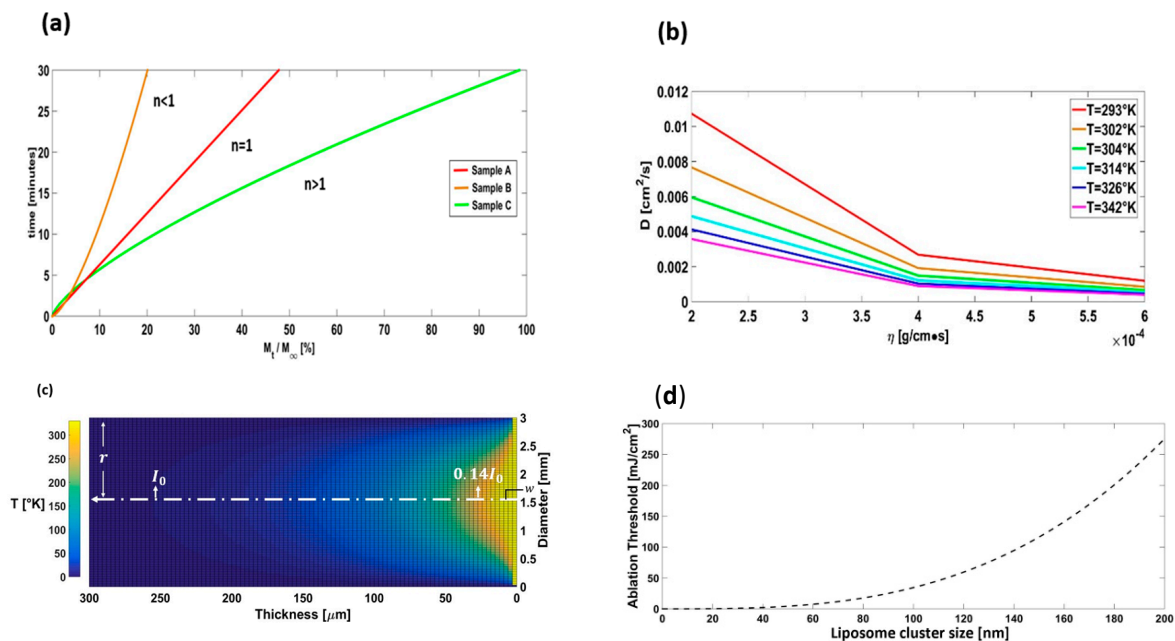 (a)
30
25
20
15
10
5
0
time [minutes]
n<1
n=1
n>1
Sample A
Sample B
Sample C
0 10 20 30 40 50 60 70 80 90 100
M_t / M_∞ [%]
(b)
0.012
0.01
0.008
0.006
0.004
0.002
0
D [cm²/s]
T=293°K
T=302°K
T=304°K
T=314°K
T=326°K
T=342°K
2 2.5 3 3.5 4 4.5 5 5.5 6
×10⁻⁴
η [g/cm•s]
(c)
T [°K]
300
250
200
150
100
50
0
r
I₀
0.14I₀
w
3
2.5
2
1.5
1
0.5
0
Diameter [mm]
300 250 200 150 100 50 0
Thickness [μm]
(d)
300
250
200
150
100
50
0
Ablation Threshold [mJ/cm²]
0 20 40 60 80 100 120 140 160 180 200
Liposome cluster size [nm]